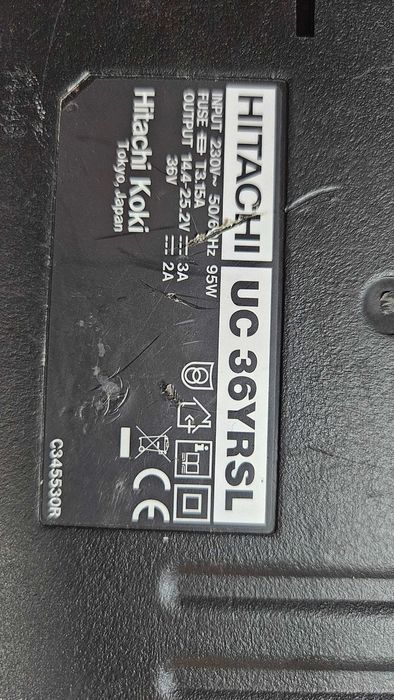 HITACHI UC 36YRSL
INPUT 230V~ 50/60Hz 95W
FUSE T3.15A
OUTPUT 14.4-25.2V ⎓ 3A
36V ⎓ 2A
Hitachi Koki
Tokyo, Japan
CE
C345530R